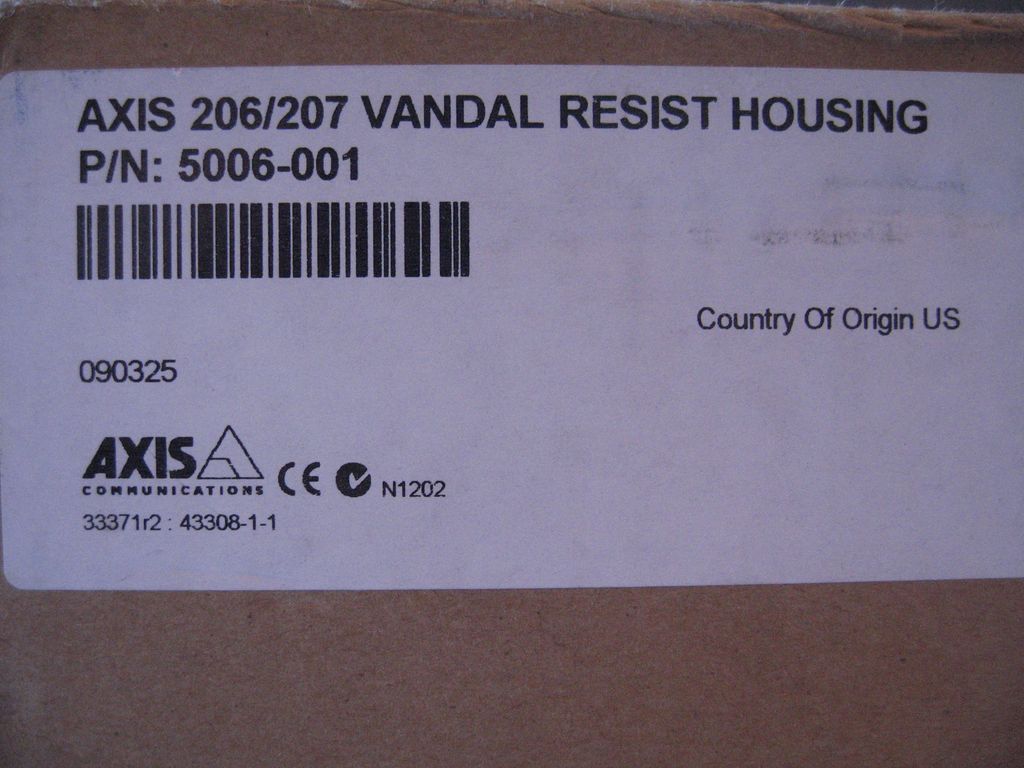 AXIS 206/207 VANDAL RESIST HOUSING
P/N: 5006-001
Country Of Origin US
090325
AXIS
COMMUNICATIONS
CE N1202
33371r2 : 43308-1-1